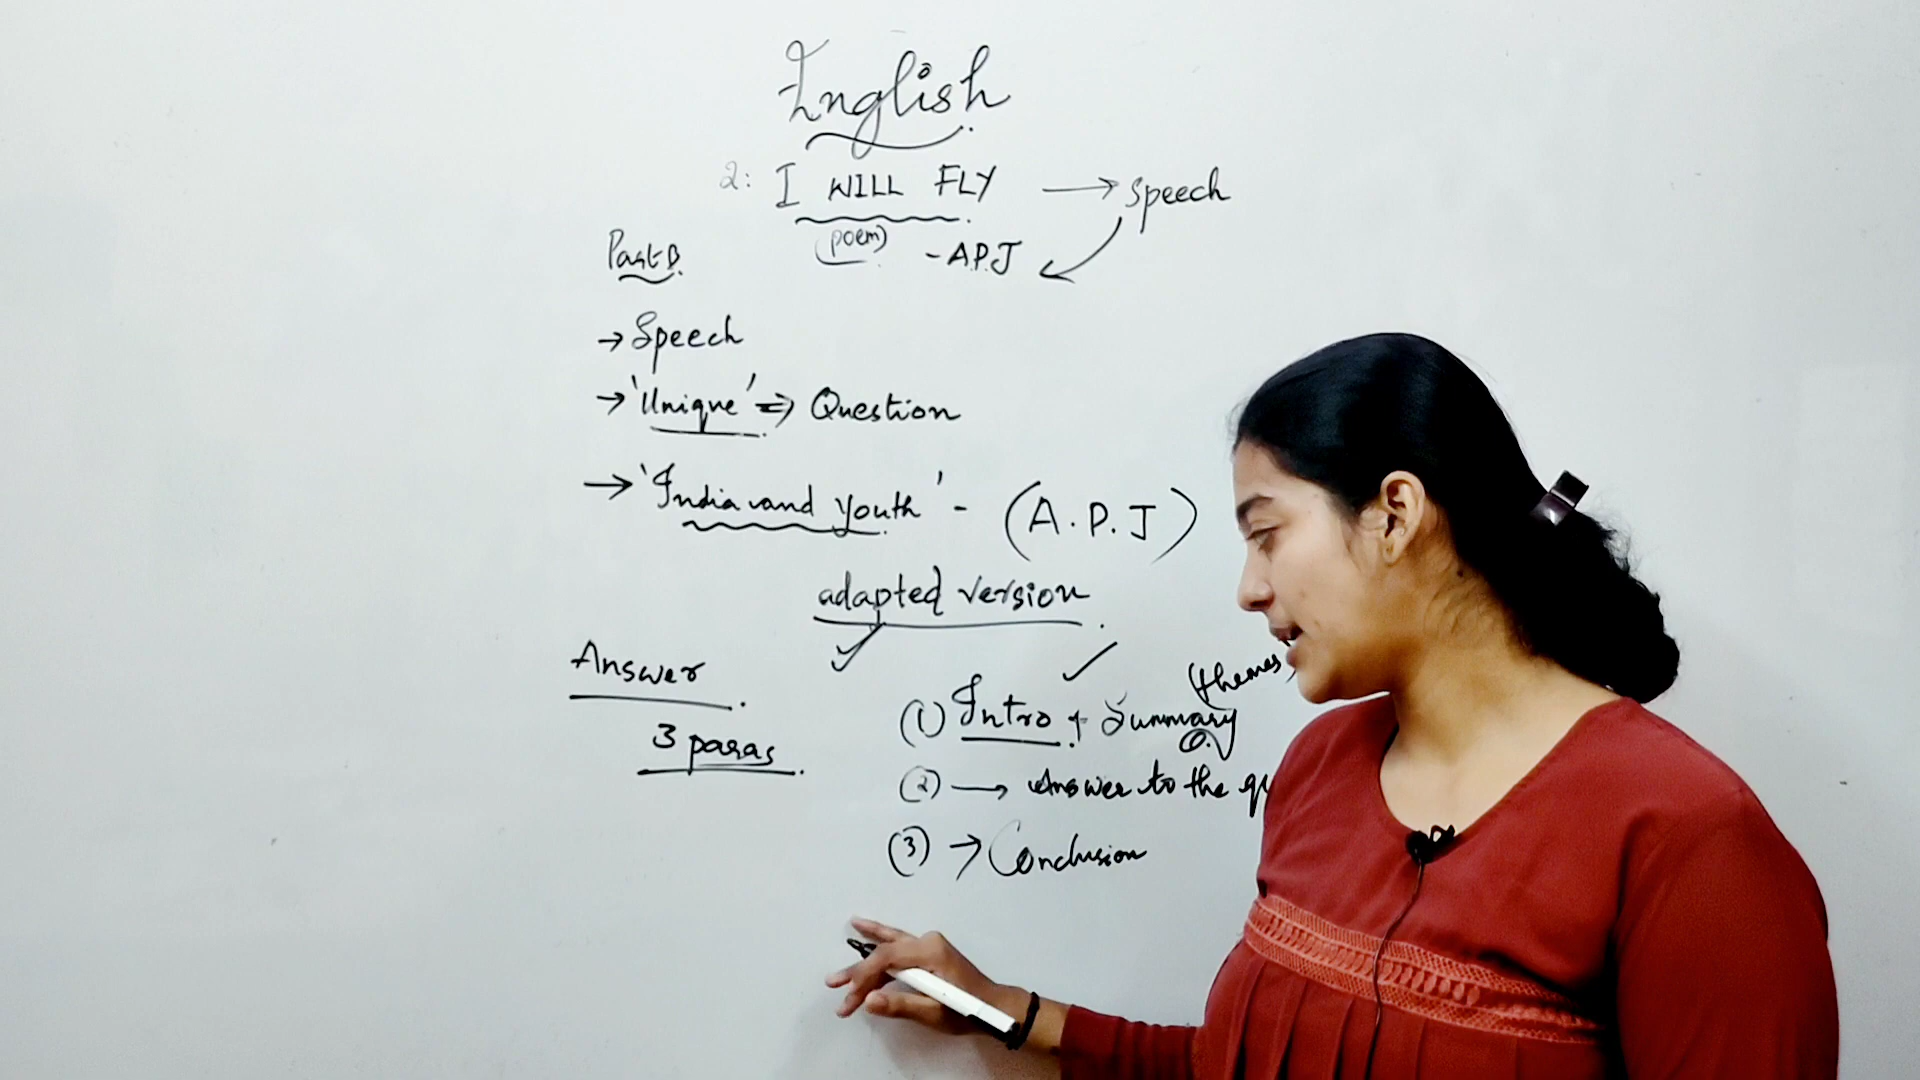 English
2: I WILL FLY → Speech
(poem) - A.P.J
Part B
→ Speech
→ 'Unique' ⇒ Question
→ 'India and Youth' - (A.P.J)
adapted version
Answer
3 paras
(themes)
(1) Intro + Summary
(2) → Answer to the
(3) → Conclusion